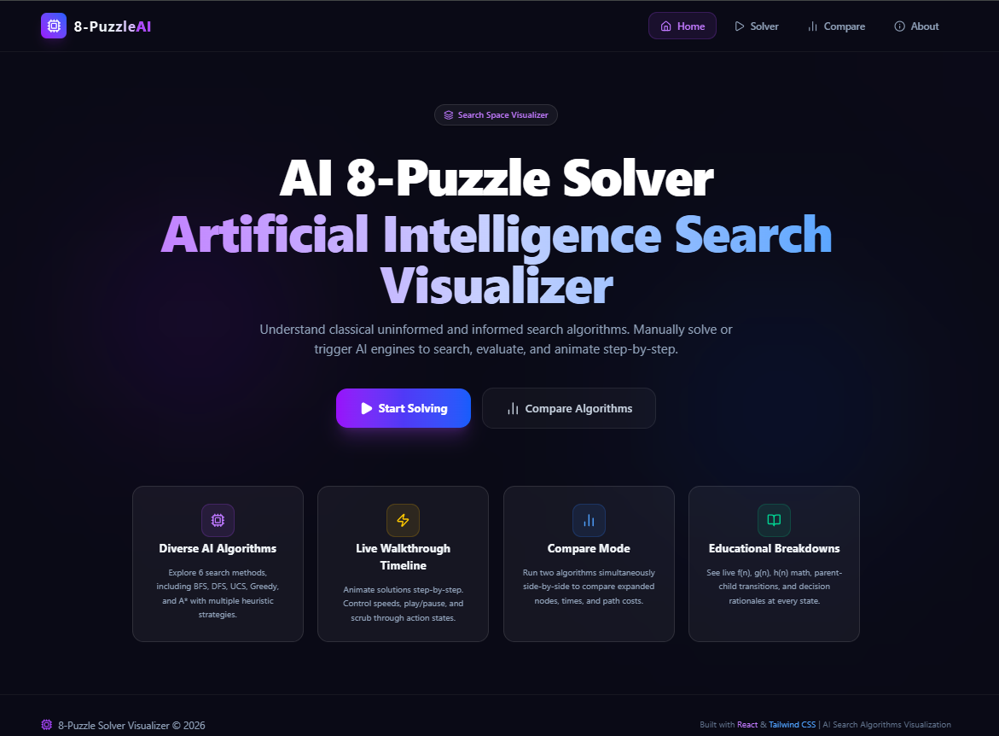 8-PuzzleAI
Home
Solver
Compare
About
Search Space Visualizer
AI 8-Puzzle Solver
Artificial Intelligence Search
Visualizer
Understand classical uninformed and informed search algorithms. Manually solve or
trigger AI engines to search, evaluate, and animate step-by-step.
Start Solving
Compare Algorithms
Diverse AI Algorithms
Explore 6 search methods,
including BFS, DFS, UCS, Greedy,
and A* with multiple heuristic
strategies.
Live Walkthrough
Timeline
Animate solutions step-by-step.
Control speeds, play/pause, and
scrub through action states.
Compare Mode
Run two algorithms simultaneously
side-by-side to compare expanded
nodes, times, and path costs.
Educational Breakdowns
See live f(n), g(n), h(n) math, parent-
child transitions, and decision
rationales at every state.
8-Puzzle Solver Visualizer © 2026
Built with React & Tailwind CSS | AI Search Algorithms Visualization